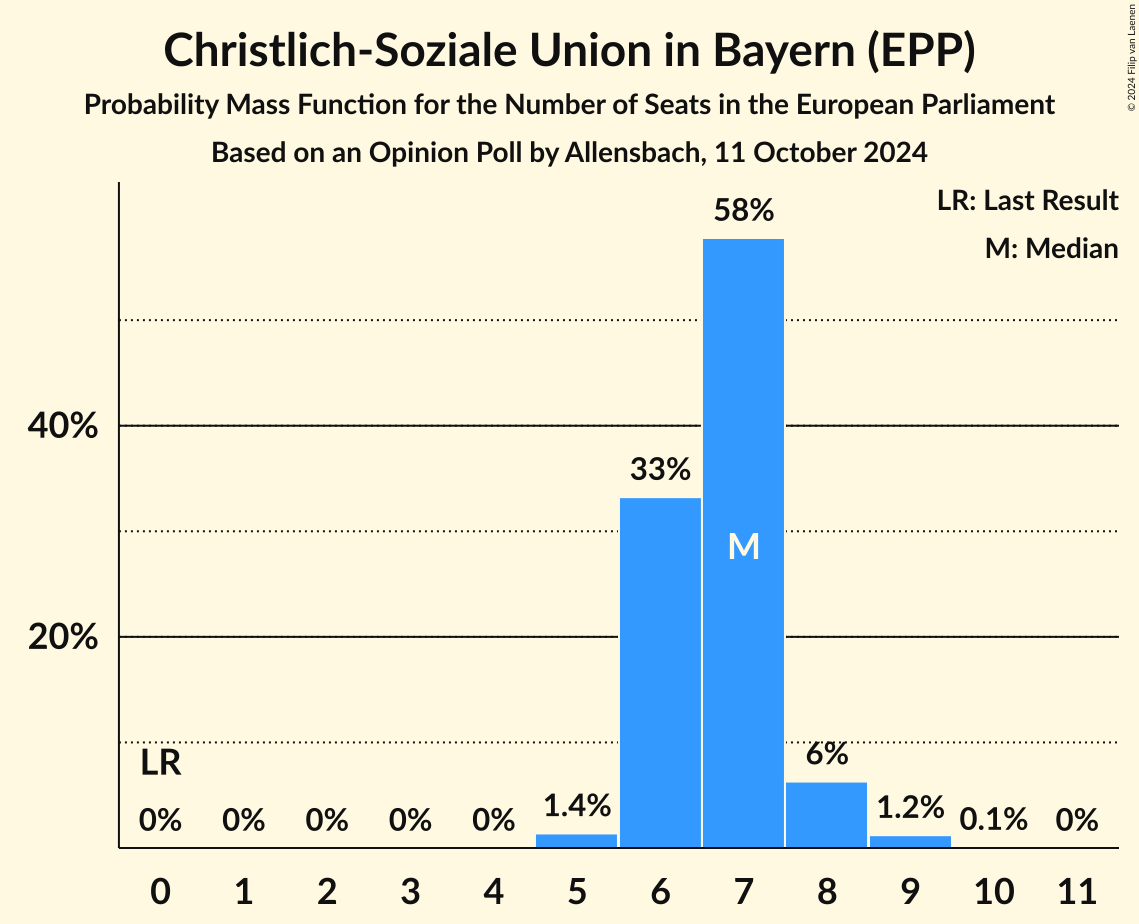 Christlich-Soziale Union in Bayern (EPP)
Probability Mass Function for the Number of Seats in the European Parliament
Based on an Opinion Poll by Allensbach, 11 October 2024
© 2024 Filip van Laenen
LR: Last Result
M: Median
58%
40%
33%
M
20%
LR
6%
0% 0% 0% 0% 0% 1.4% 1.2% 0.1% 0%
0 1 2 3 4 5 6 7 8 9 10 11